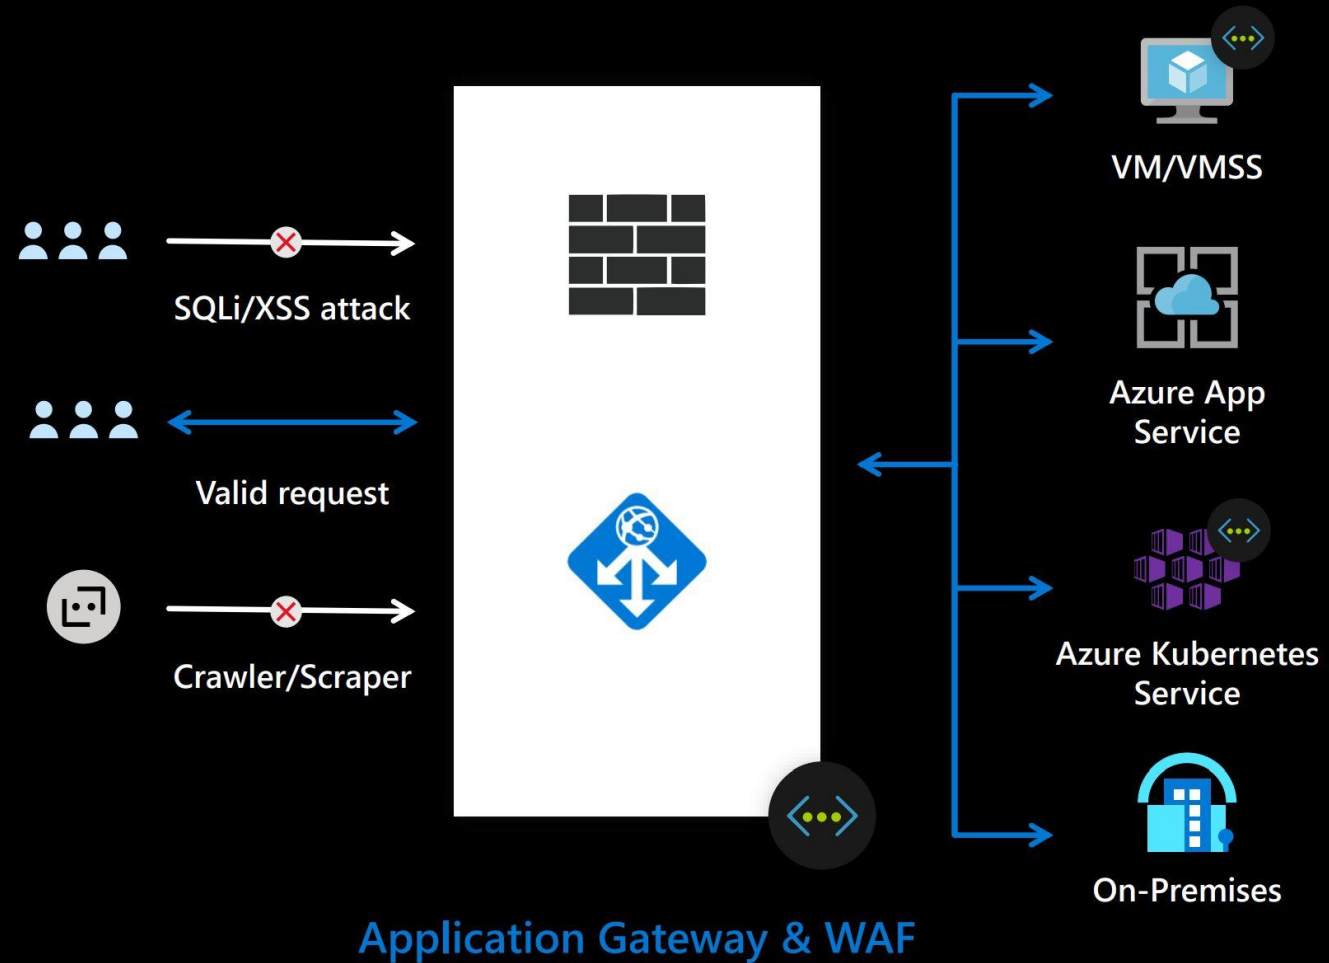 SQLi/XSS attack
Valid request
Crawler/Scraper
VM/VMSS
Azure App
Service
Azure Kubernetes
Service
On-Premises
Application Gateway & WAF